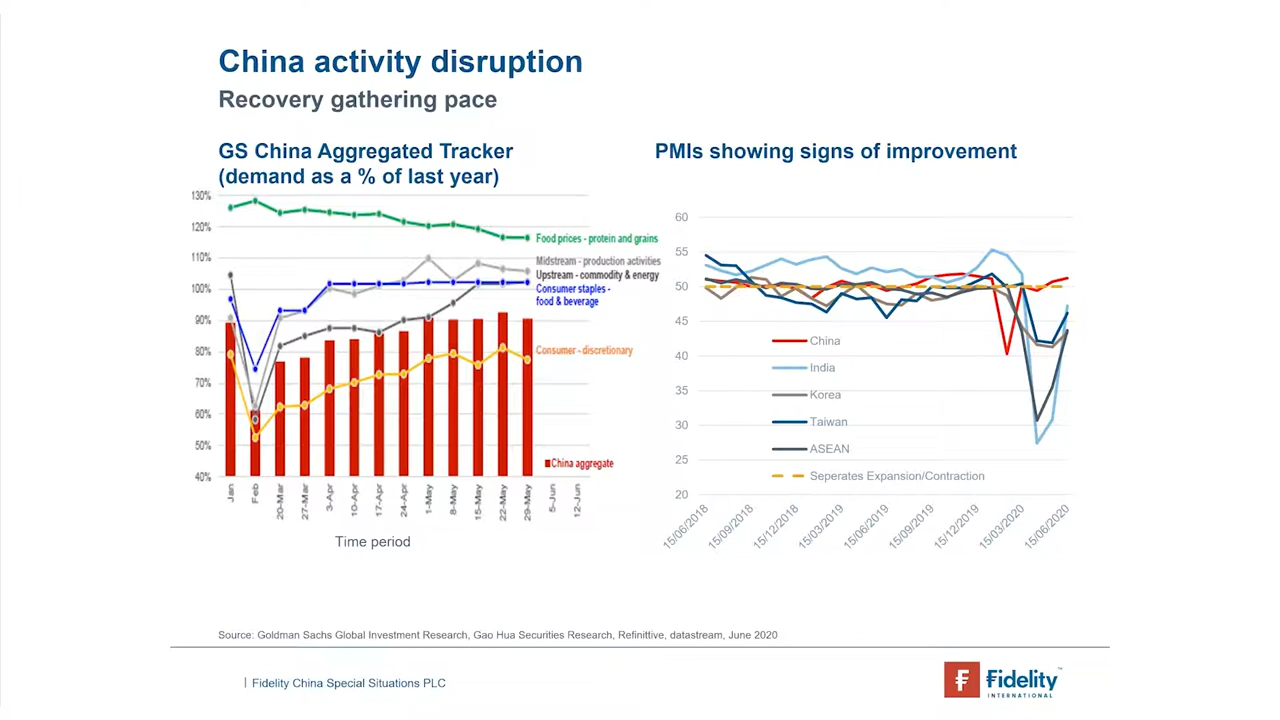 China activity disruption
Recovery gathering pace
GS China Aggregated Tracker
(demand as a % of last year)
130%
120%
110%
100%
90%
80%
70%
60%
50%
40%
Food prices - protein and grains
Midstream - production activities
Upstream - commodity & energy
Consumer staples -
food & beverage
Consumer - discretionary
China aggregate
Jan
Feb
20-Mar
27-Mar
3-Apr
10-Apr
17-Apr
24-Apr
1-May
8-May
15-May
22-May
29-May
5-Jun
12-Jun
Time period
PMIs showing signs of improvement
60
55
50
45
40
35
30
25
20
China
India
Korea
Taiwan
ASEAN
Seperates Expansion/Contraction
15/06/2018
15/09/2018
15/12/2018
15/03/2019
15/06/2019
15/09/2019
15/12/2019
15/03/2020
15/06/2020
Source: Goldman Sachs Global Investment Research, Gao Hua Securities Research, Refinittive, datastream, June 2020
| Fidelity China Special Situations PLC
Fidelity™
INTERNATIONAL